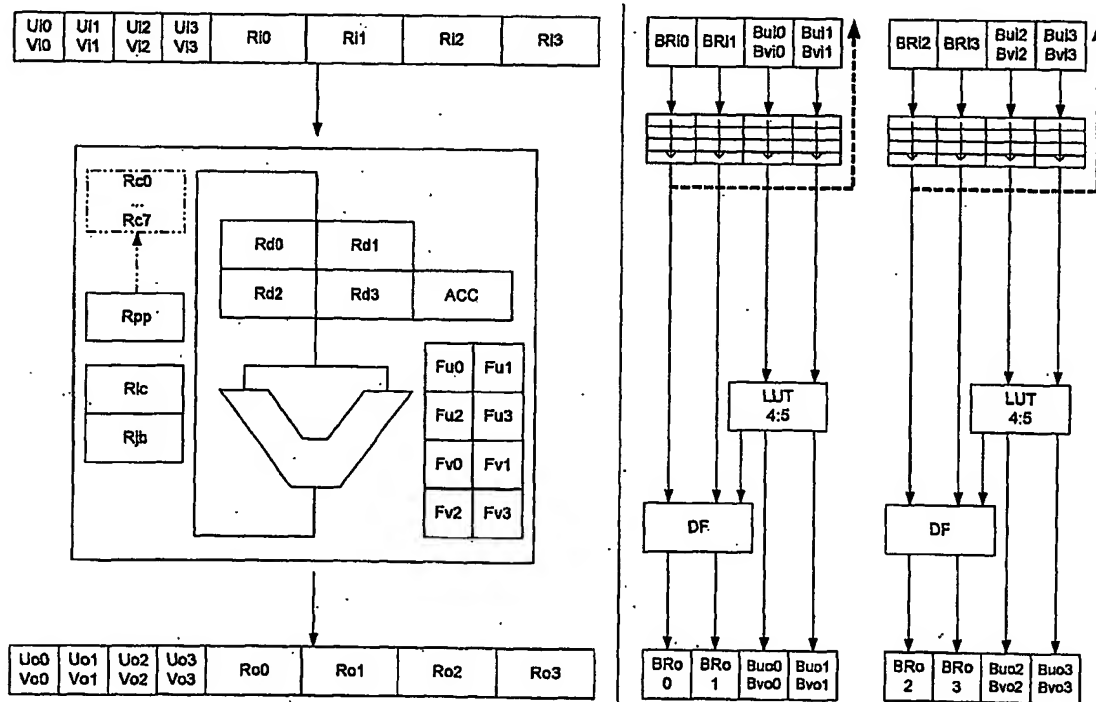 Ui0 Ui1 Ui2 Ui3
Vi0 Vi1 Vi2 Vi3
Ri0 Ri1 Ri2 Ri3
Rc0
...
Rc7
Rpp
Ric
Rjb
Rd0 Rd1
Rd2 Rd3 ACC
Fu0 Fu1
Fu2 Fu3
Fv0 Fv1
Fv2 Fv3
Uo0 Uo1 Uo2 Uo3
Vo0 Vo1 Vo2 Vo3
Ro0 Ro1 Ro2 Ro3
BRi0 BRi1
Bui0 Bui1
Bvi0 Bvi1
LUT
4:5
DF
BRo BRo
0 1
Buo0 Buo1
Bvo0 Bvo1
BRi2 BRi3
Bui2 Bui3
Bvi2 Bvi3
LUT
4:5
DF
BRo BRo
2 3
Buo2 Buo3
Bvo2 Bvo3